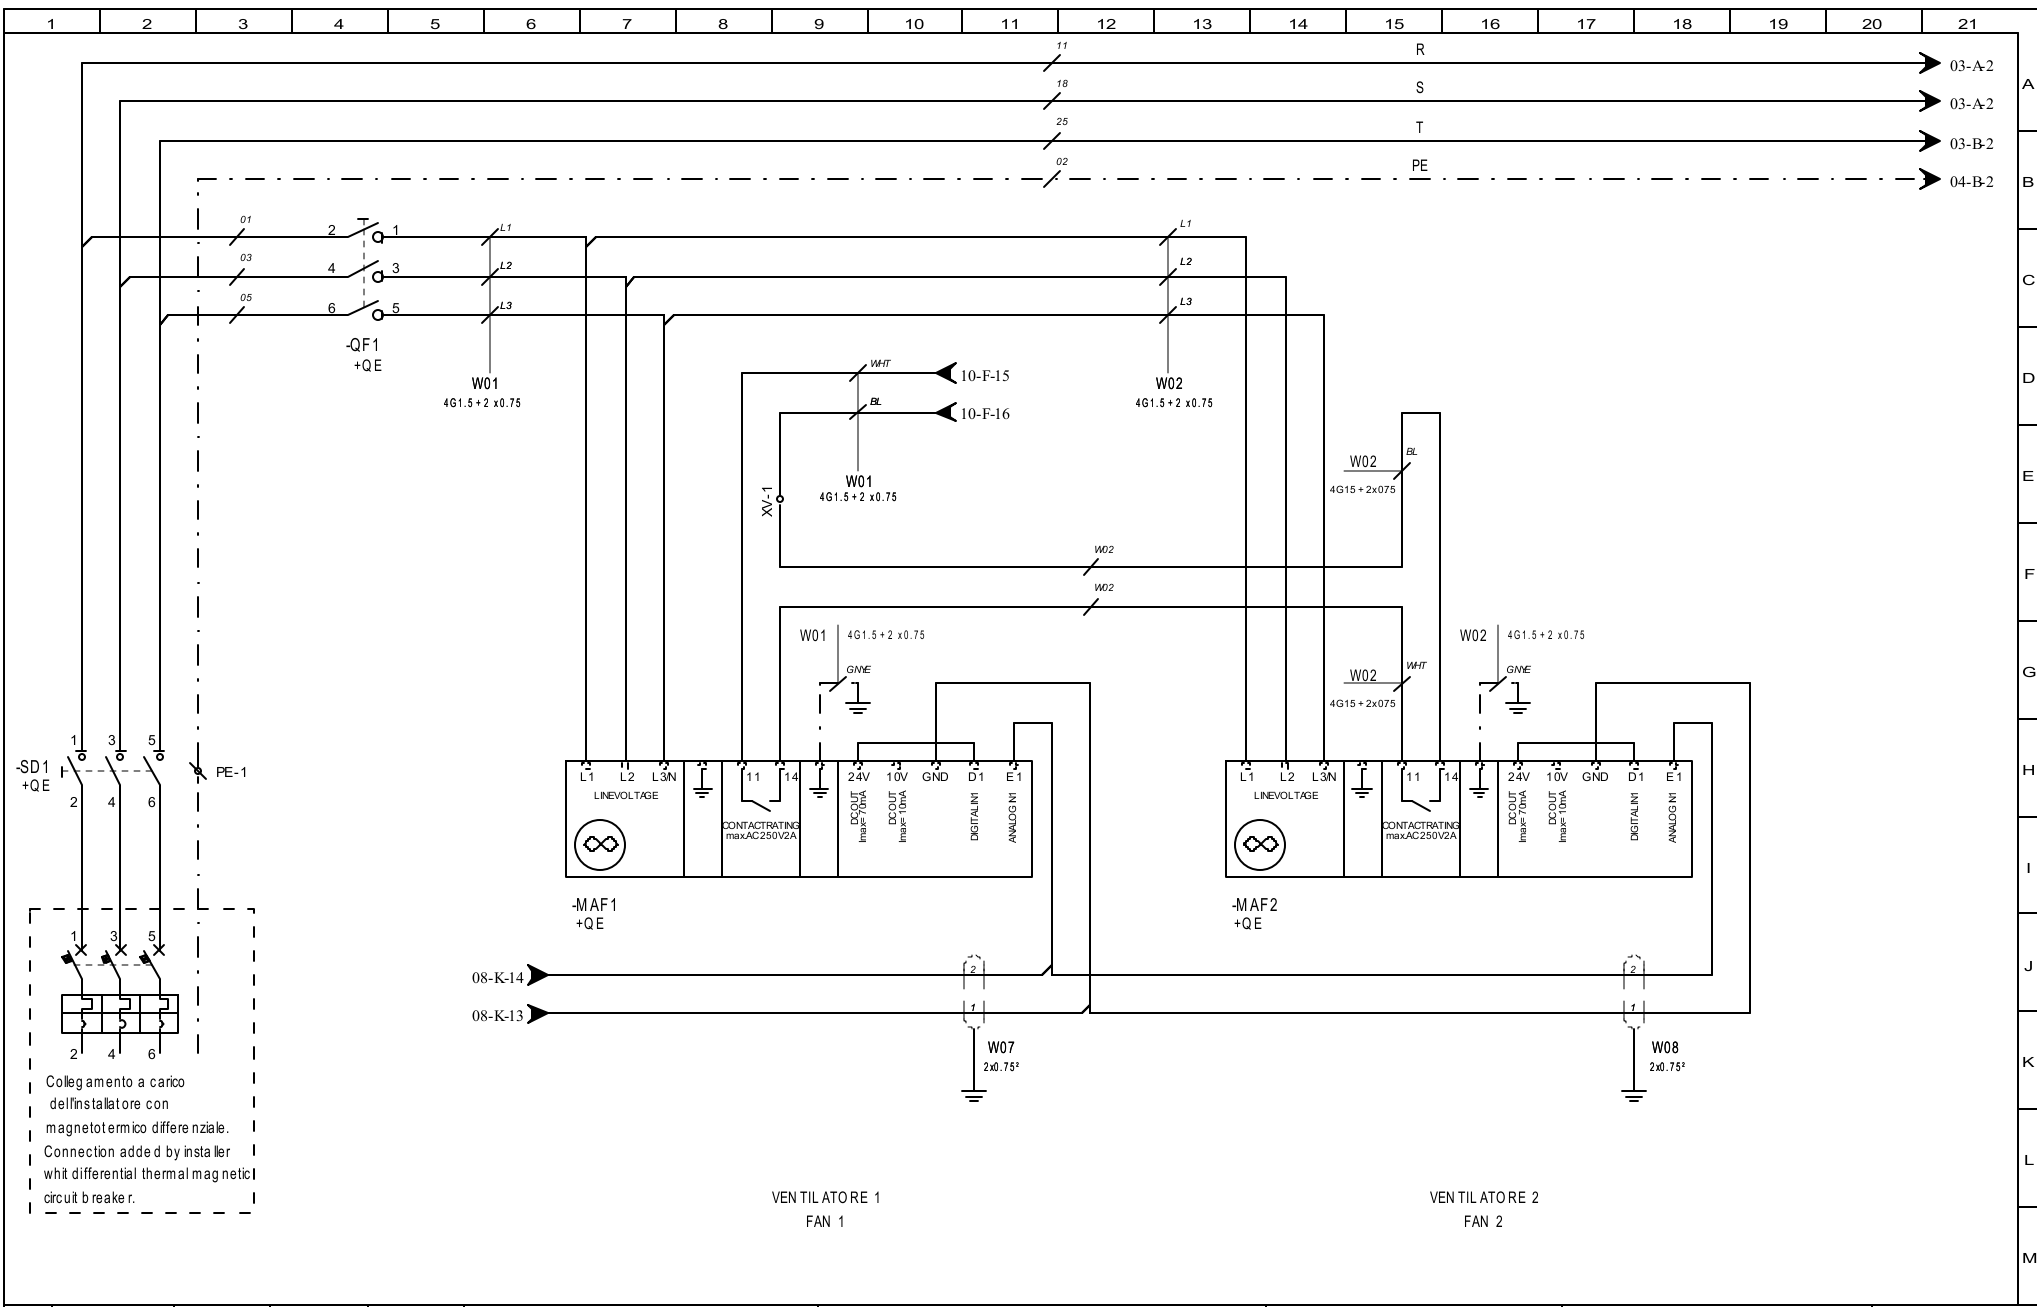 1 2 3 4 5 6 7 8 9 10 11 12 13 14 15 16 17 18 19 20 21
11 R 03-A-2
A
18 S 03-A-2
25 T 03-B-2
02 PE 04-B-2
B
01 2 1 L1 L1
03 4 3 L2 L2
C
05 6 5 L3 L3
-QF1
+QE
WHT 10-F-15
D
W01 W02
4G1.5+2 x0.75 4G1.5+2 x0.75
BL 10-F-16
BL
W02
E
W01
4G1.5+2 x0.75
4G15+2x075
XV-1
W02
F
W02
W01 4G1.5+2 x0.75 W02 4G1.5+2 x0.75
GNYE WHT GNYE
W02
G
4G15+2x075
1 3 5
-SD1
+QE
PE-1
H
2 4 6
L1 L2 L3/N 11 14 24V 10V GND D1 E1
LINEVOLTAGE
CONTACTRATING
max.AC250V2A
DCOUT
Imax=70mA
DCOUT
Imax=10mA
DIGITALIN1
ANALOG IN1
L1 L2 L3/N 11 14 24V 10V GND D1 E1
LINEVOLTAGE
CONTACTRATING
max.AC250V2A
DCOUT
Imax=70mA
DCOUT
Imax=10mA
DIGITALIN1
ANALOG IN1
I
-MAF1
+QE
-MAF2
+QE
1 3 5
J
08-K-14 2 2
08-K-13 1 1
2 4 6
W07
2x0.75²
W08
2x0.75²
K
Collegamento a carico
dell'installatore con
magnetotermico differenziale.
Connection added by installer
whit differential thermal magnetic
circuit breaker.
L
VENTILATORE 1 VENTILATORE 2
FAN 1 FAN 2
M